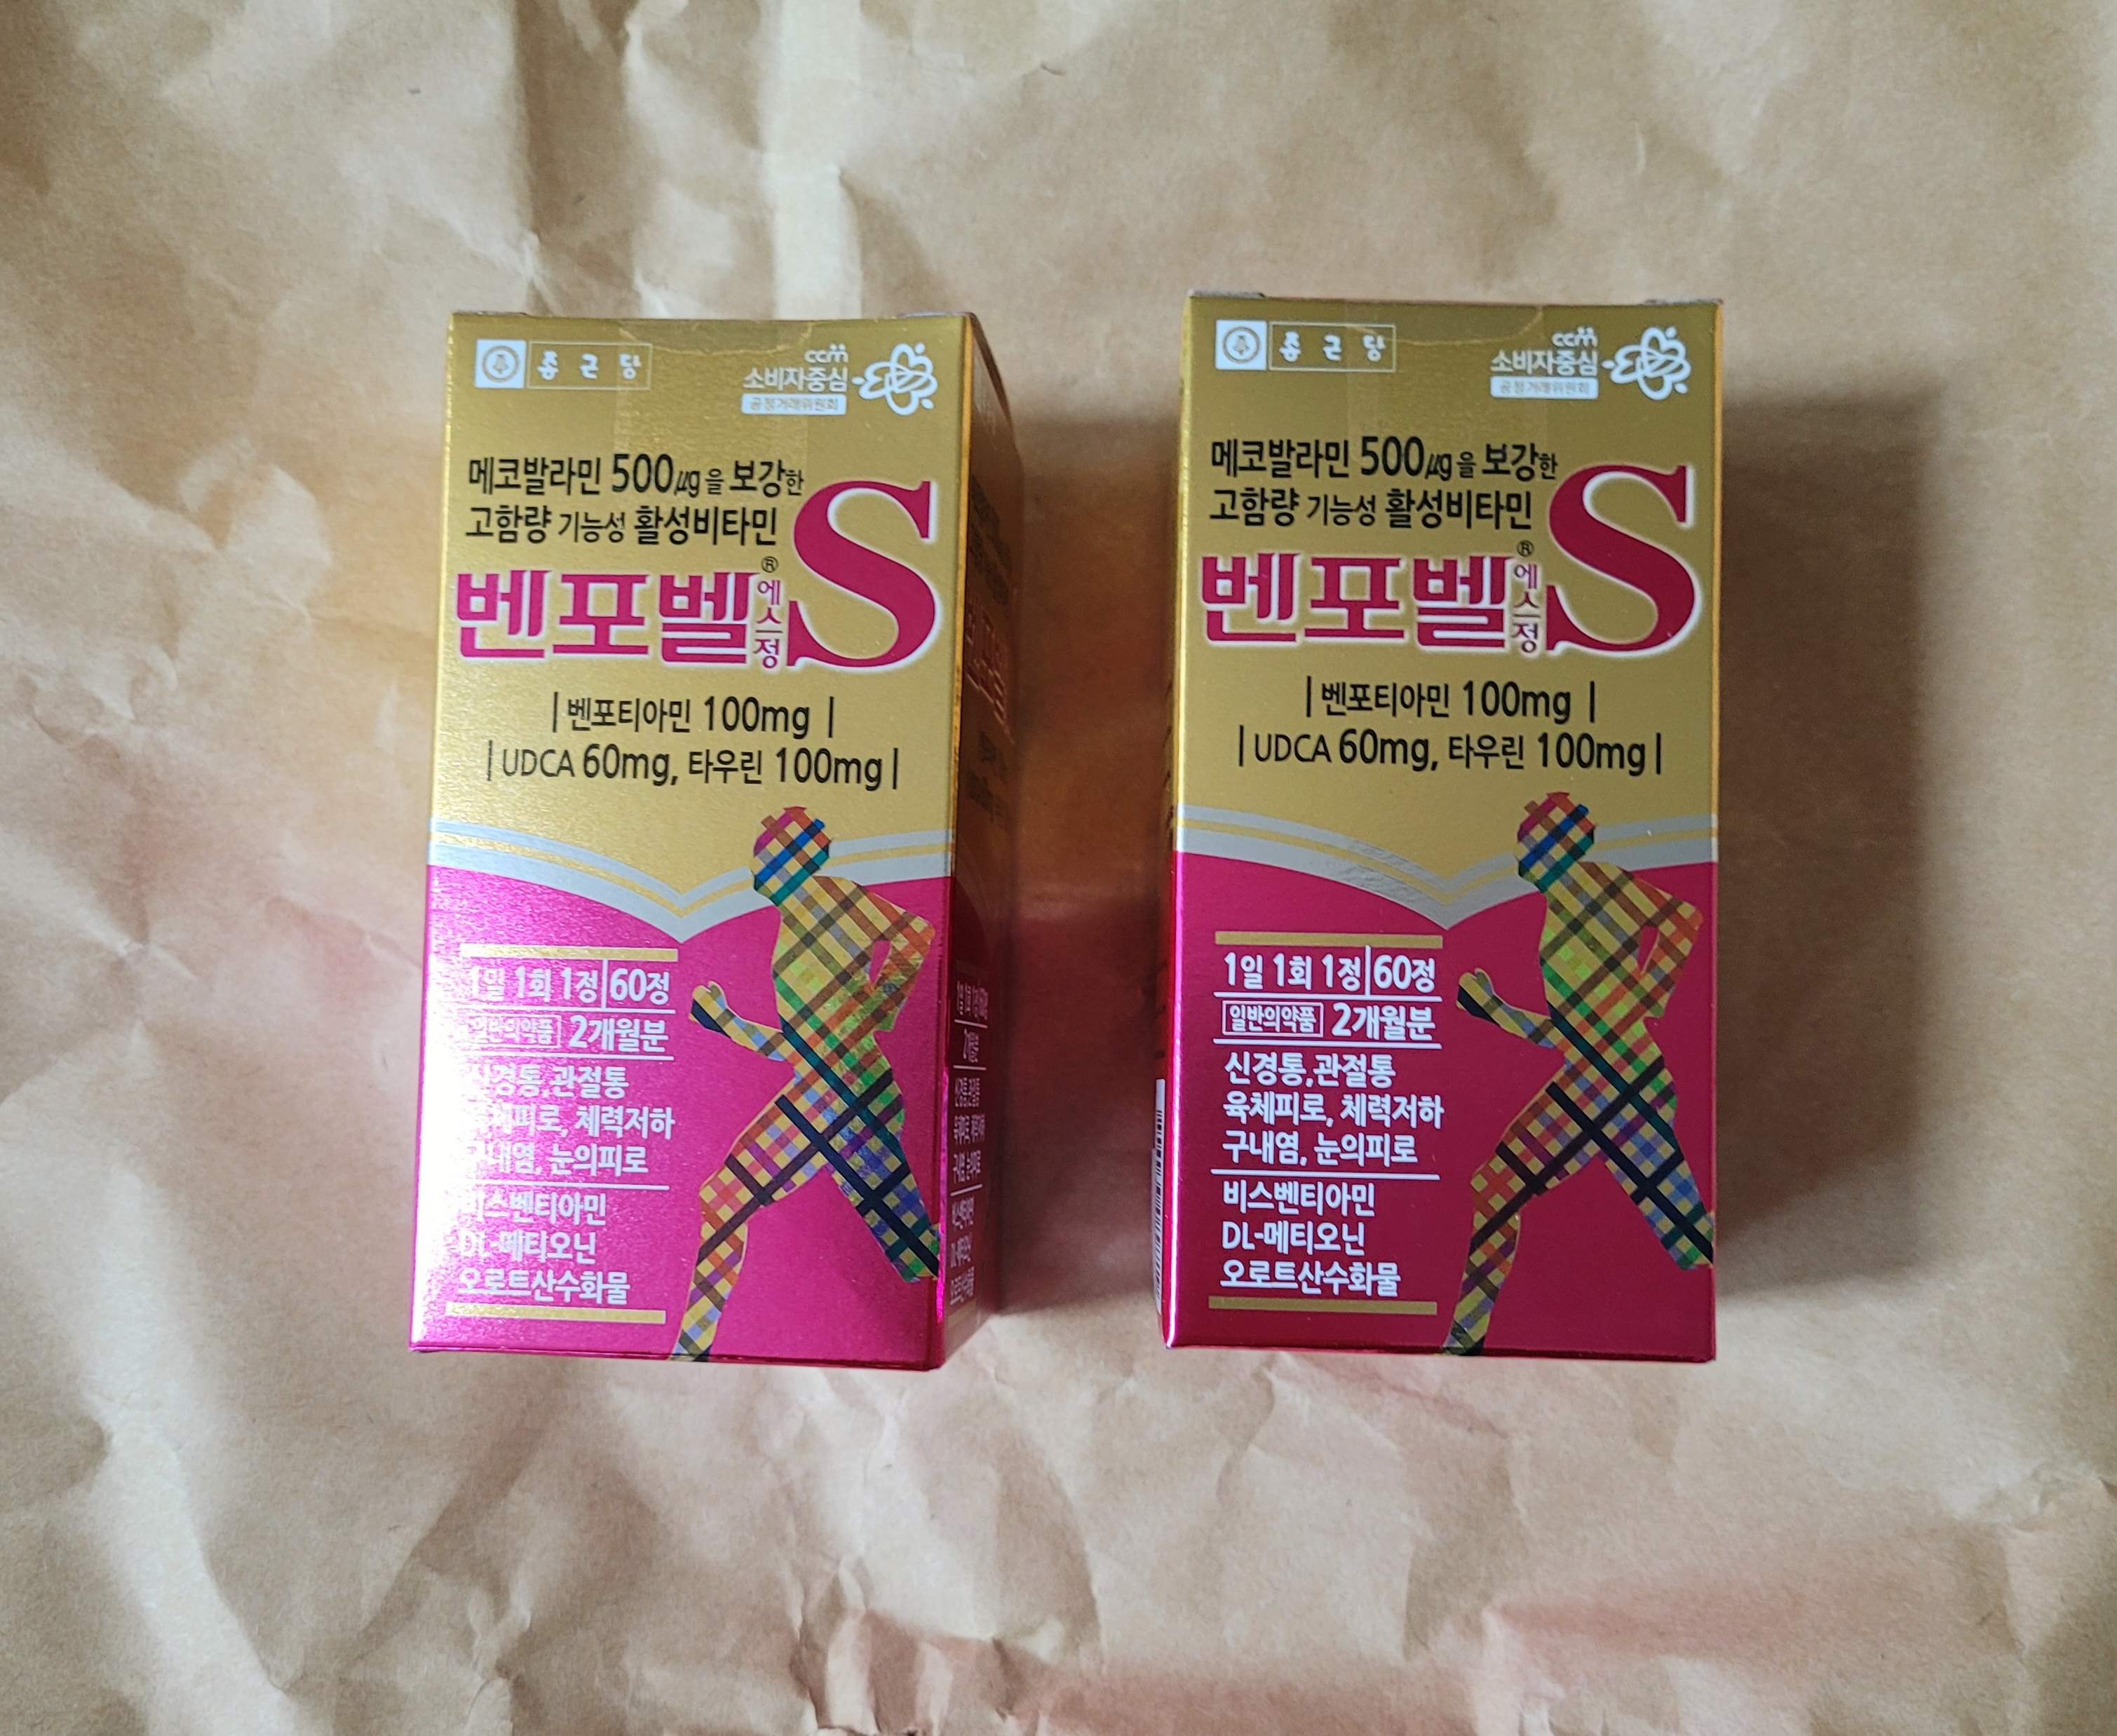 종근당
ccm
소비자중심
공정거래위원회
메코발라민 500㎍을 보강한
고함량 기능성 활성비타민
벤포벨® 에스정 S
벤포티아민 100mg
UDCA 60mg, 타우린 100mg
1일 1회 1정 60정
일반의약품 2개월분
신경통,관절통
육체피로, 체력저하
구내염, 눈의피로
비스벤티아민
DL-메티오닌
오로트산수화물
종근당
ccm
소비자중심
공정거래위원회
메코발라민 500㎍을 보강한
고함량 기능성 활성비타민
벤포벨® 에스정 S
벤포티아민 100mg
UDCA 60mg, 타우린 100mg
1일 1회 1정 60정
일반의약품 2개월분
신경통,관절통
육체피로, 체력저하
구내염, 눈의피로
비스벤티아민
DL-메티오닌
오로트산수화물